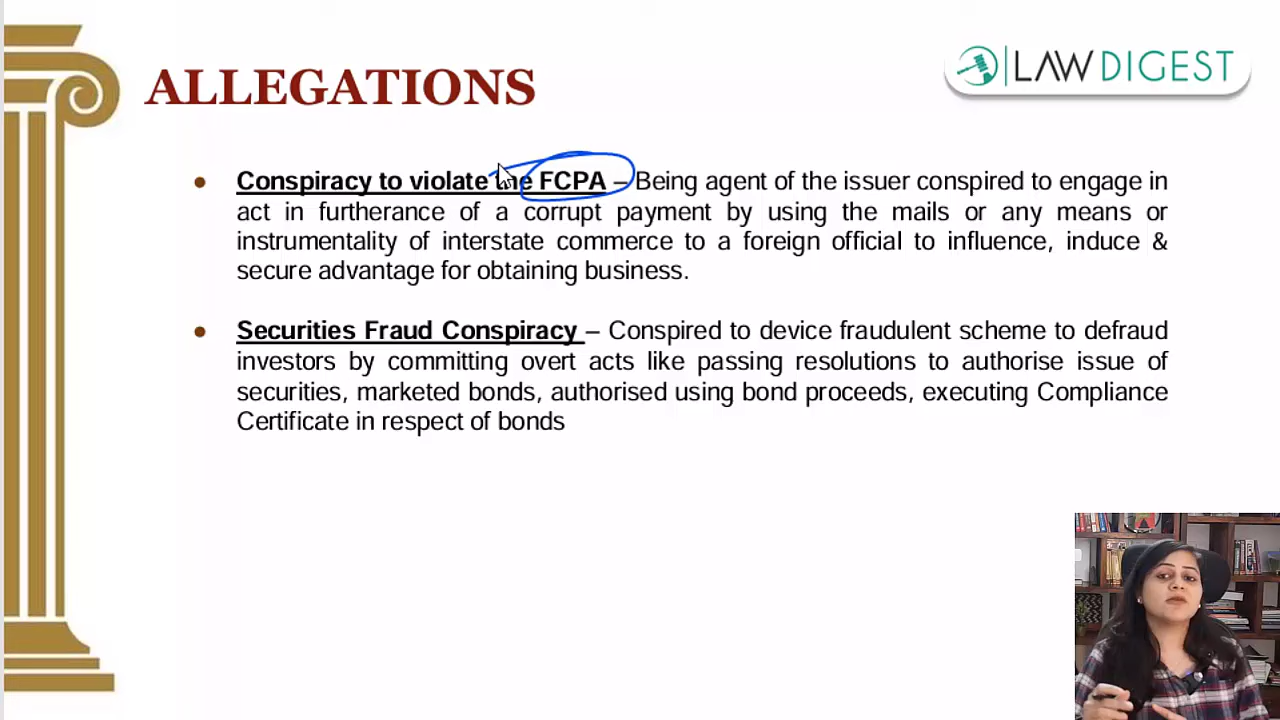 LAW DIGEST
ALLEGATIONS
● Conspiracy to violate the FCPA – Being agent of the issuer conspired to engage in
act in furtherance of a corrupt payment by using the mails or any means or
instrumentality of interstate commerce to a foreign official to influence, induce &
secure advantage for obtaining business.
● Securities Fraud Conspiracy – Conspired to device fraudulent scheme to defraud
investors by committing overt acts like passing resolutions to authorise issue of
securities, marketed bonds, authorised using bond proceeds, executing Compliance
Certificate in respect of bonds